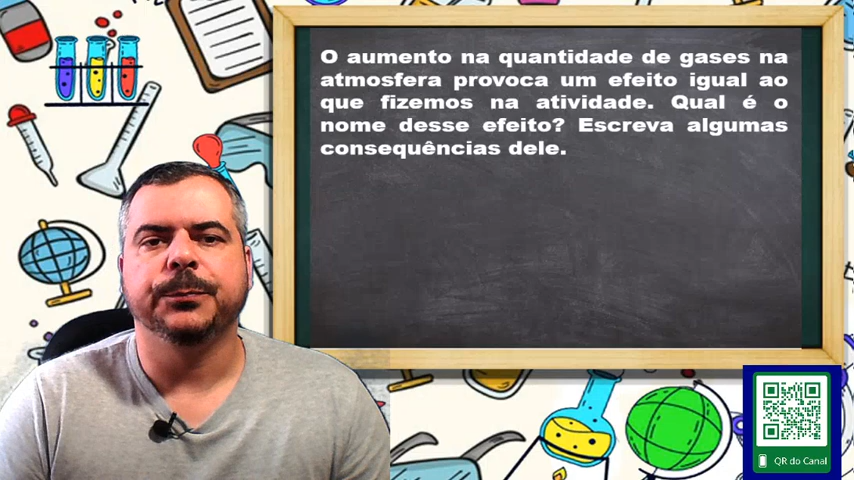 O aumento na quantidade de gases na
atmosfera provoca um efeito igual ao
que fizemos na atividade. Qual é o
nome desse efeito? Escreva algumas
consequências dele.
QR do Canal